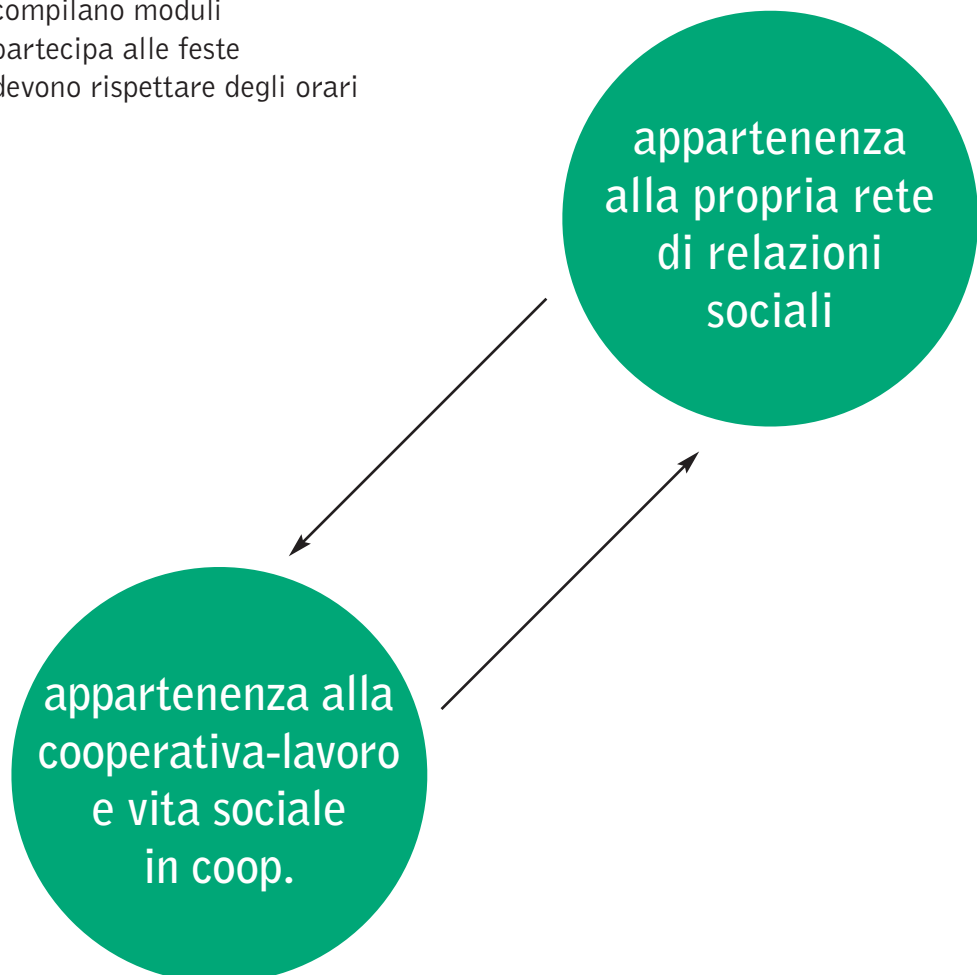 compilano moduli
partecipa alle feste
devono rispettare degli orari
appartenenza
alla propria rete
di relazioni
sociali
appartenenza alla
cooperativa-lavoro
e vita sociale
in coop.